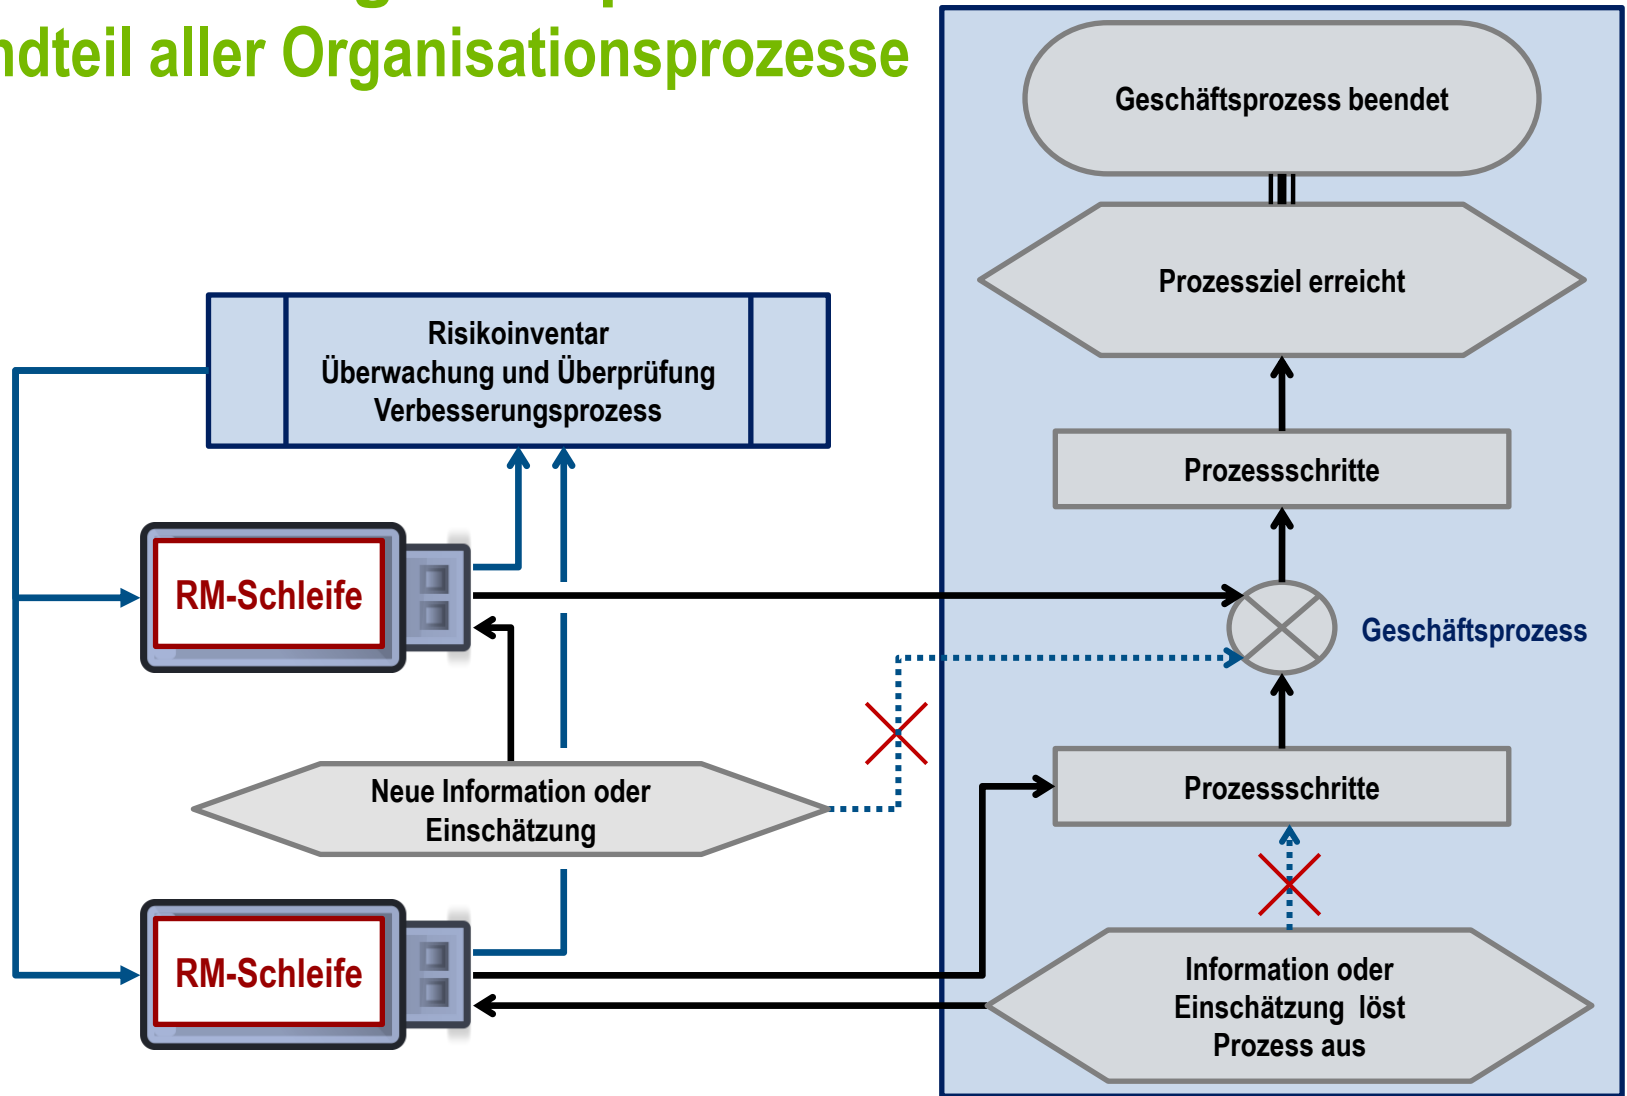 aller Organisationsprozesse
Geschäftsprozess beendet
Prozessziel erreicht
Risikoinventar
Überwachung und Überprüfung
Verbesserungsprozess
Prozessschritte
RM-Schleife
Geschäftsprozess
Neue Information oder
Einschätzung
Prozessschritte
RM-Schleife
Information oder
Einschätzung löst
Prozess aus